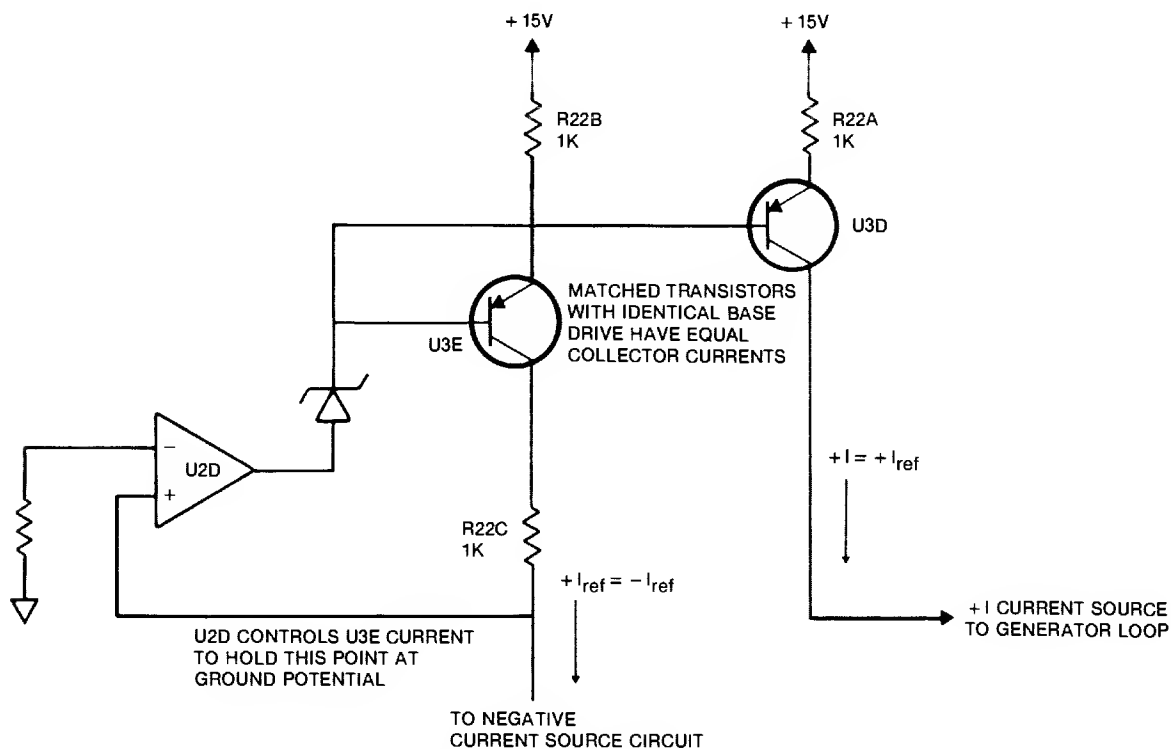 + 15V
+ 15V
R22B
1K
R22A
1K
U3D
MATCHED TRANSISTORS
WITH IDENTICAL BASE
DRIVE HAVE EQUAL
COLLECTOR CURRENTS
U3E
−
U2D
+
+I = +Iref
R22C
1K
+Iref = −Iref
+I CURRENT SOURCE
TO GENERATOR LOOP
U2D CONTROLS U3E CURRENT
TO HOLD THIS POINT AT
GROUND POTENTIAL
TO NEGATIVE
CURRENT SOURCE CIRCUIT